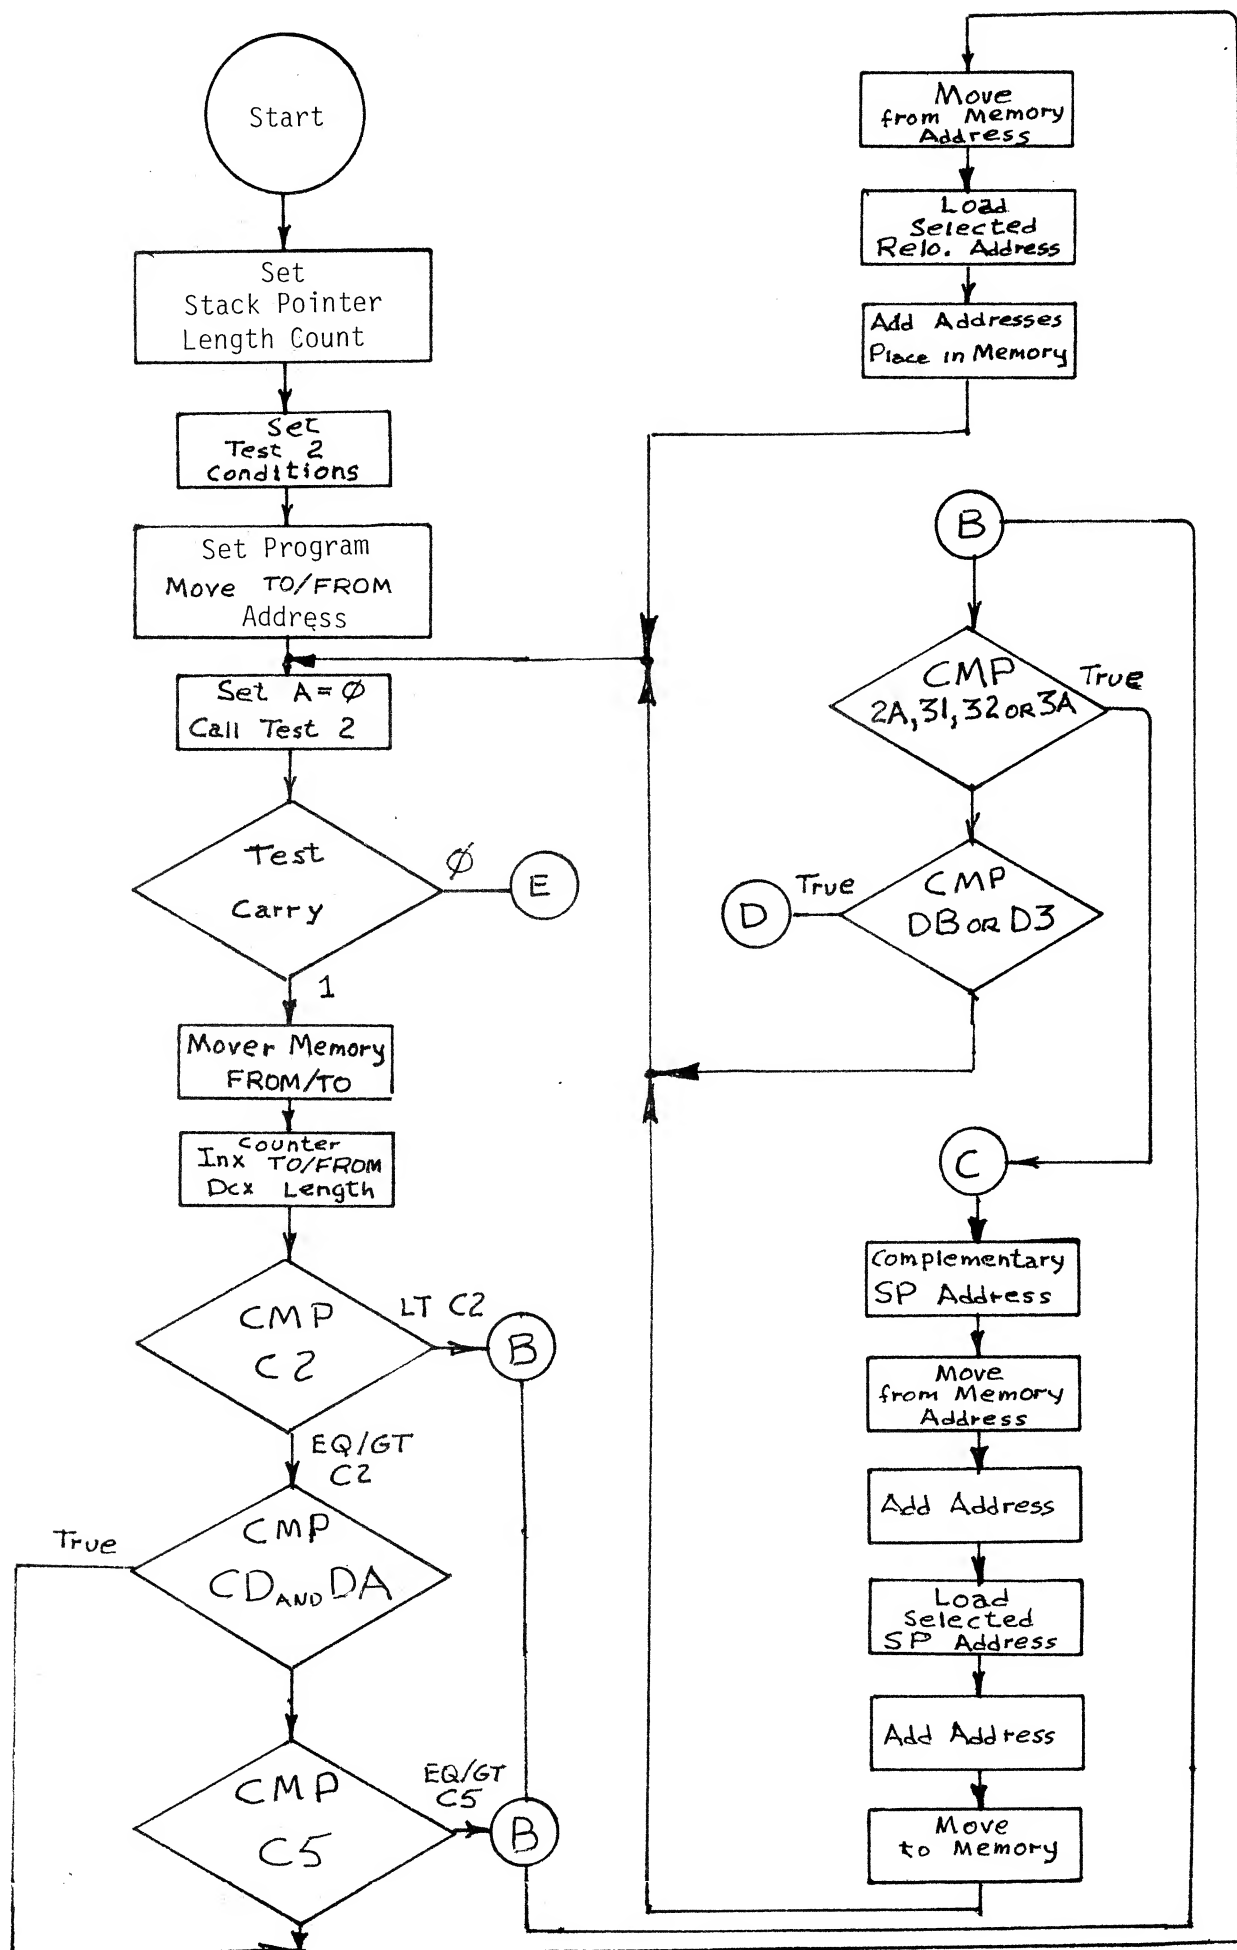 Start
Set
Stack Pointer
Length Count
Set
Test 2
Conditions
Set Program
Move TO/FROM
Address
Set A = Ø
Call Test 2
Test
Carry
Ø
E
1
Mover Memory
FROM/TO
Counter
Inx TO/FROM
Dcx Length
CMP
C2
LT C2
B
EQ/GT
C2
True
CMP
CD AND DA
CMP
C5
EQ/GT
C5
B
Move
from Memory
Address
Load
Selected
Relo. Address
Add Addresses
Place in Memory
B
CMP
2A, 31, 32 OR 3A
True
CMP
DB OR D3
True
D
C
Complementary
SP Address
Move
from Memory
Address
Add Address
Load
Selected
SP Address
Add Address
Move
to Memory